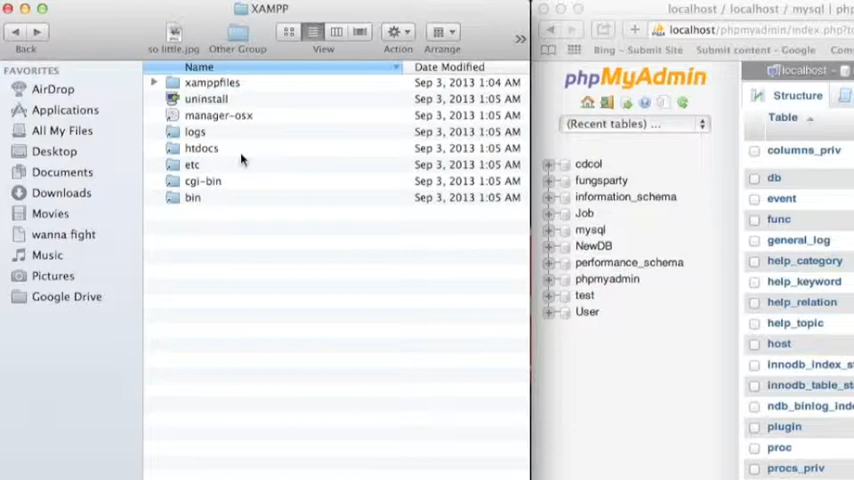 XAMPP
Back
so little.jpg
Other Group
View
Action
Arrange
»
FAVORITES
AirDrop
Applications
All My Files
Desktop
Documents
Downloads
Movies
wanna fight
Music
Pictures
Google Drive
Name
Date Modified
xamppfiles
Sep 3, 2013 1:04 AM
uninstall
Sep 3, 2013 1:05 AM
manager-osx
Sep 3, 2013 1:05 AM
logs
Sep 3, 2013 1:05 AM
htdocs
Sep 3, 2013 1:05 AM
etc
Sep 3, 2013 1:05 AM
cgi-bin
Sep 3, 2013 1:05 AM
bin
Sep 3, 2013 1:05 AM
localhost / localhost / mysql | ph
localhost/phpmyadmin/index.php?to
Bing – Submit Site
Submit content – Google
Com
phpMyAdmin
(Recent tables) ...
cdcol
fungsparty
information_schema
Job
mysql
NewDB
performance_schema
phpmyadmin
test
User
localhost
Structure
Table
columns_priv
db
event
func
general_log
help_category
help_keyword
help_relation
help_topic
host
innodb_index_s
innodb_table_s
ndb_binlog_ind
plugin
proc
procs_priv